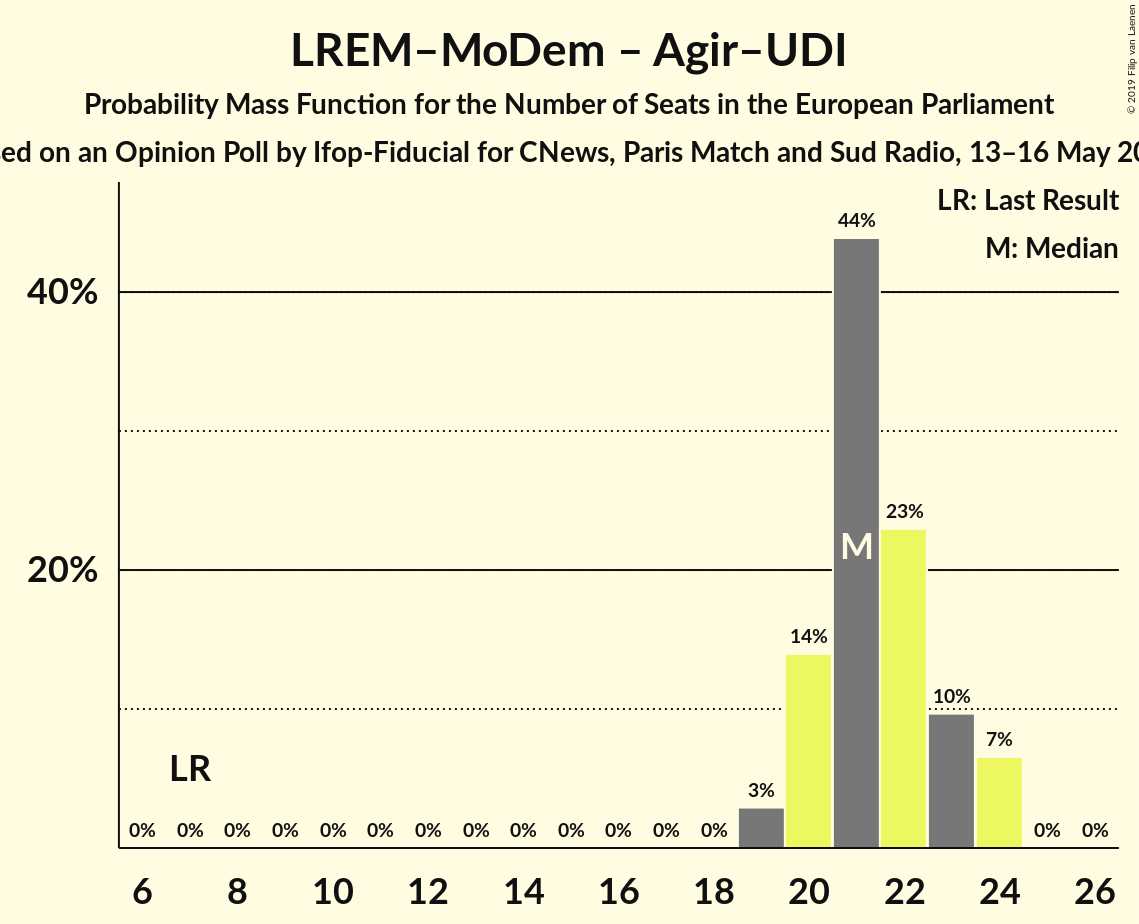 LREM–MoDem – Agir–UDI
Probability Mass Function for the Number of Seats in the European Parliament
on an Opinion Poll by Ifop-Fiducial for CNews, Paris Match and Sud Radio, 13–16 May
© 2019 Filip van Laenen
LR: Last Result
M: Median
44%
40%
23%
M
20%
14%
10%
7%
LR
3%
0% 0% 0% 0% 0% 0% 0% 0% 0% 0% 0% 0% 0% 0% 0%
6 8 10 12 14 16 18 20 22 24 26